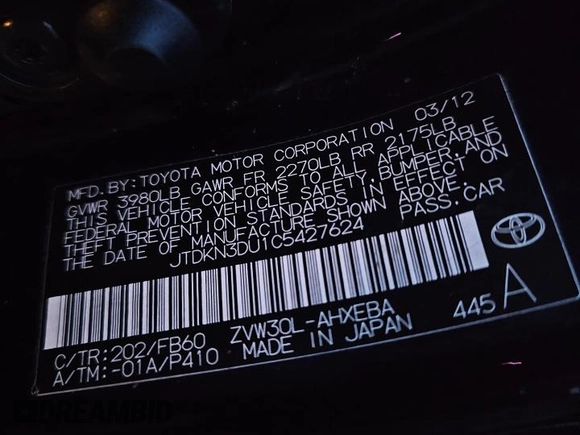 MFD. BY: TOYOTA MOTOR CORPORATION 03/12
GVWR 3980LB GAWR FR 2270LB RR 2175LB
THIS VEHICLE CONFORMS TO ALL APPLICABLE
FEDERAL MOTOR VEHICLE SAFETY, BUMPER, AND
THEFT PREVENTION STANDARDS IN EFFECT ON
THE DATE OF MANUFACTURE SHOWN ABOVE.
JTDKN3DU1C5427624 PASS. CAR
C/TR: 202/FB60 ZVW30L-AHXEBA 445 A
A/TM: -01A/P410 MADE IN JAPAN
DREAMBID